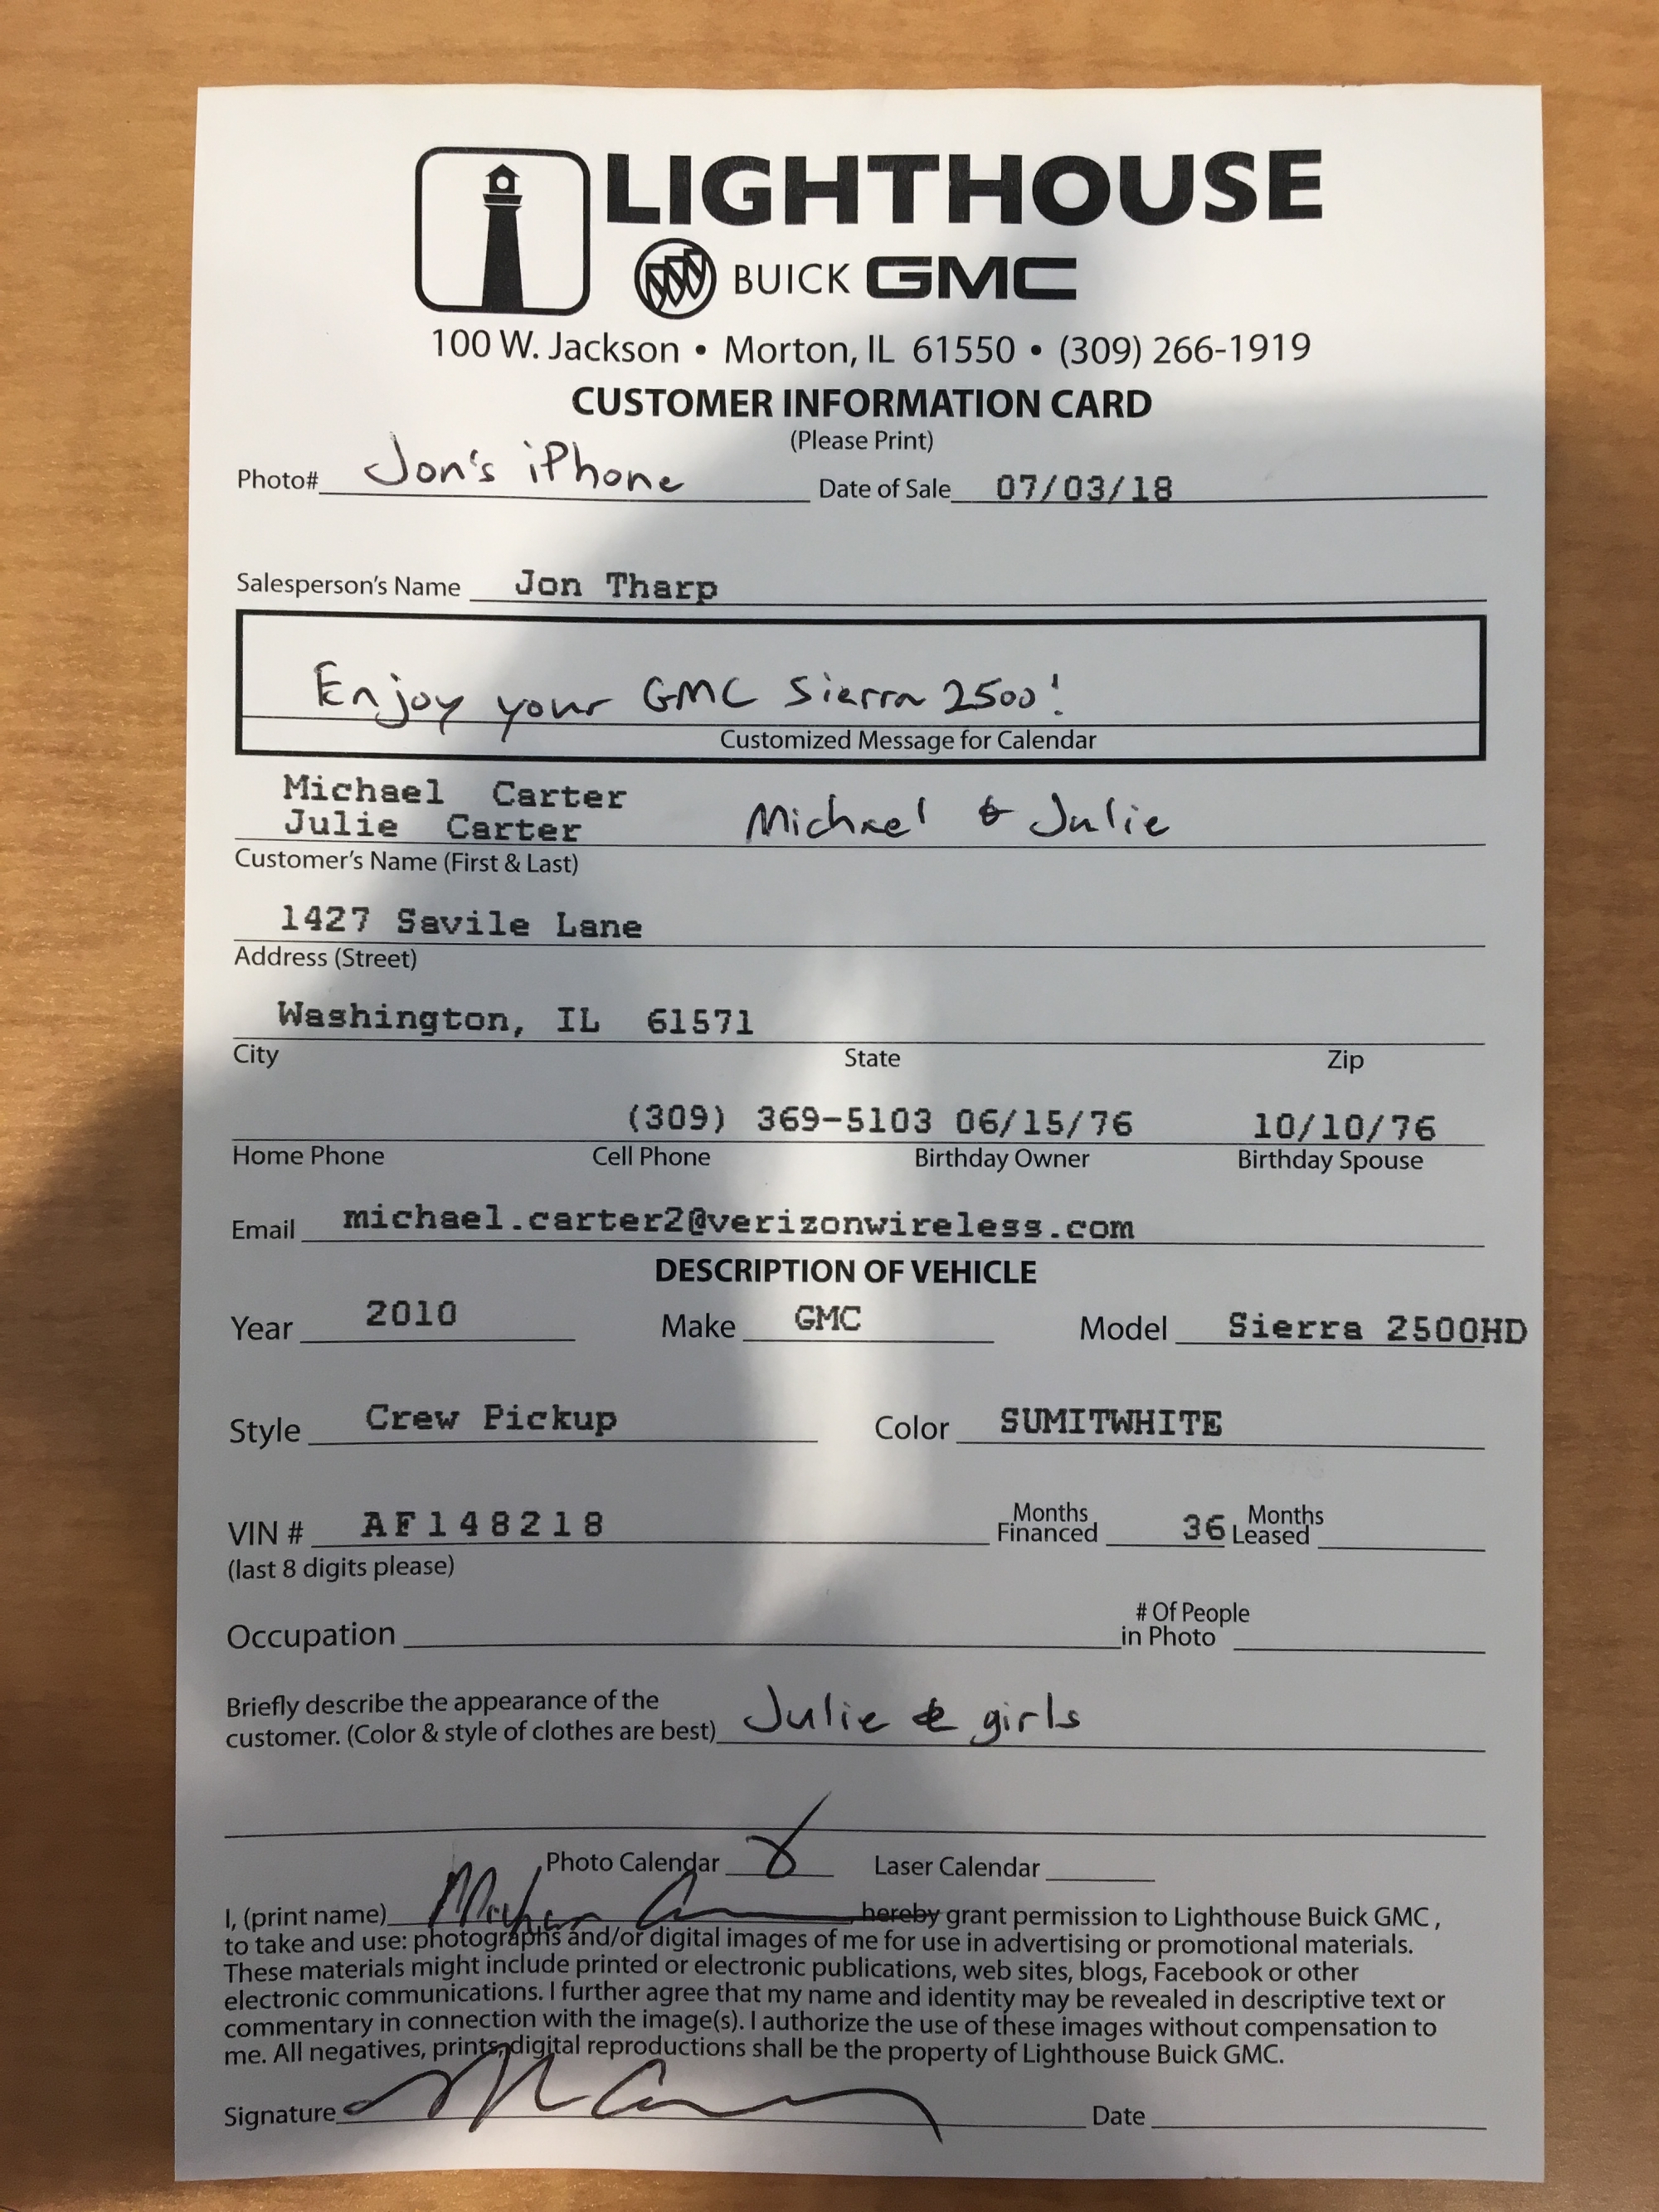 LIGHTHOUSE
BUICK GMC
100 W. Jackson • Morton, IL 61550 • (309) 266-1919
CUSTOMER INFORMATION CARD
(Please Print)
Photo# Jon's iPhone Date of Sale 07/03/18
Salesperson's Name Jon Tharp
Enjoy your GMC Sierra 2500!
Customized Message for Calendar
Michael Carter
Julie Carter Michael & Julie
Customer's Name (First & Last)
1427 Savile Lane
Address (Street)
Washington, IL 61571
City State Zip
(309) 369-5103 06/15/76 10/10/76
Home Phone Cell Phone Birthday Owner Birthday Spouse
Email michael.carter2@verizonwireless.com
DESCRIPTION OF VEHICLE
Year 2010 Make GMC Model Sierra 2500HD
Style Crew Pickup Color SUMITWHITE
VIN # AF148218 Months Financed 36 Months Leased
(last 8 digits please)
Occupation # Of People in Photo
Briefly describe the appearance of the
customer. (Color & style of clothes are best) Julie & girls
Photo Calendar Laser Calendar
I, (print name) hereby grant permission to Lighthouse Buick GMC,
to take and use: photographs and/or digital images of me for use in advertising or promotional materials.
These materials might include printed or electronic publications, web sites, blogs, Facebook or other
electronic communications. I further agree that my name and identity may be revealed in descriptive text or
commentary in connection with the image(s). I authorize the use of these images without compensation to
me. All negatives, prints, digital reproductions shall be the property of Lighthouse Buick GMC.
Signature Date